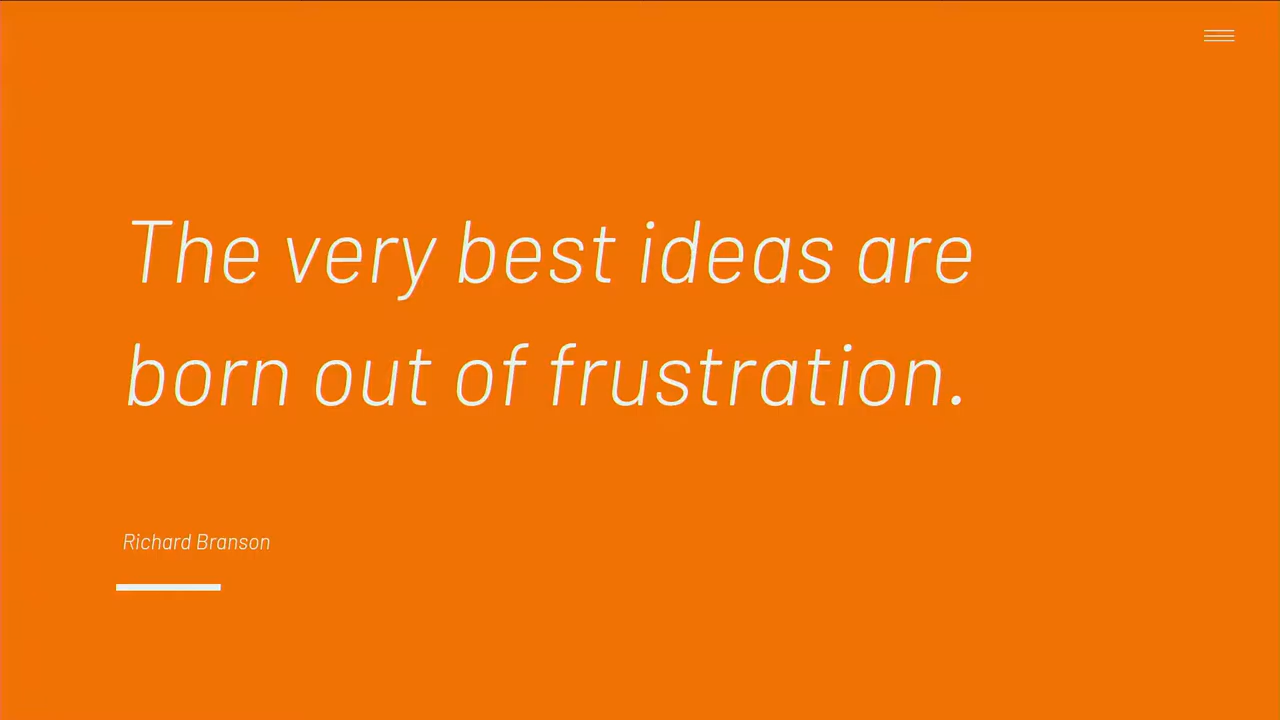 The very best ideas are
born out of frustration.
Richard Branson